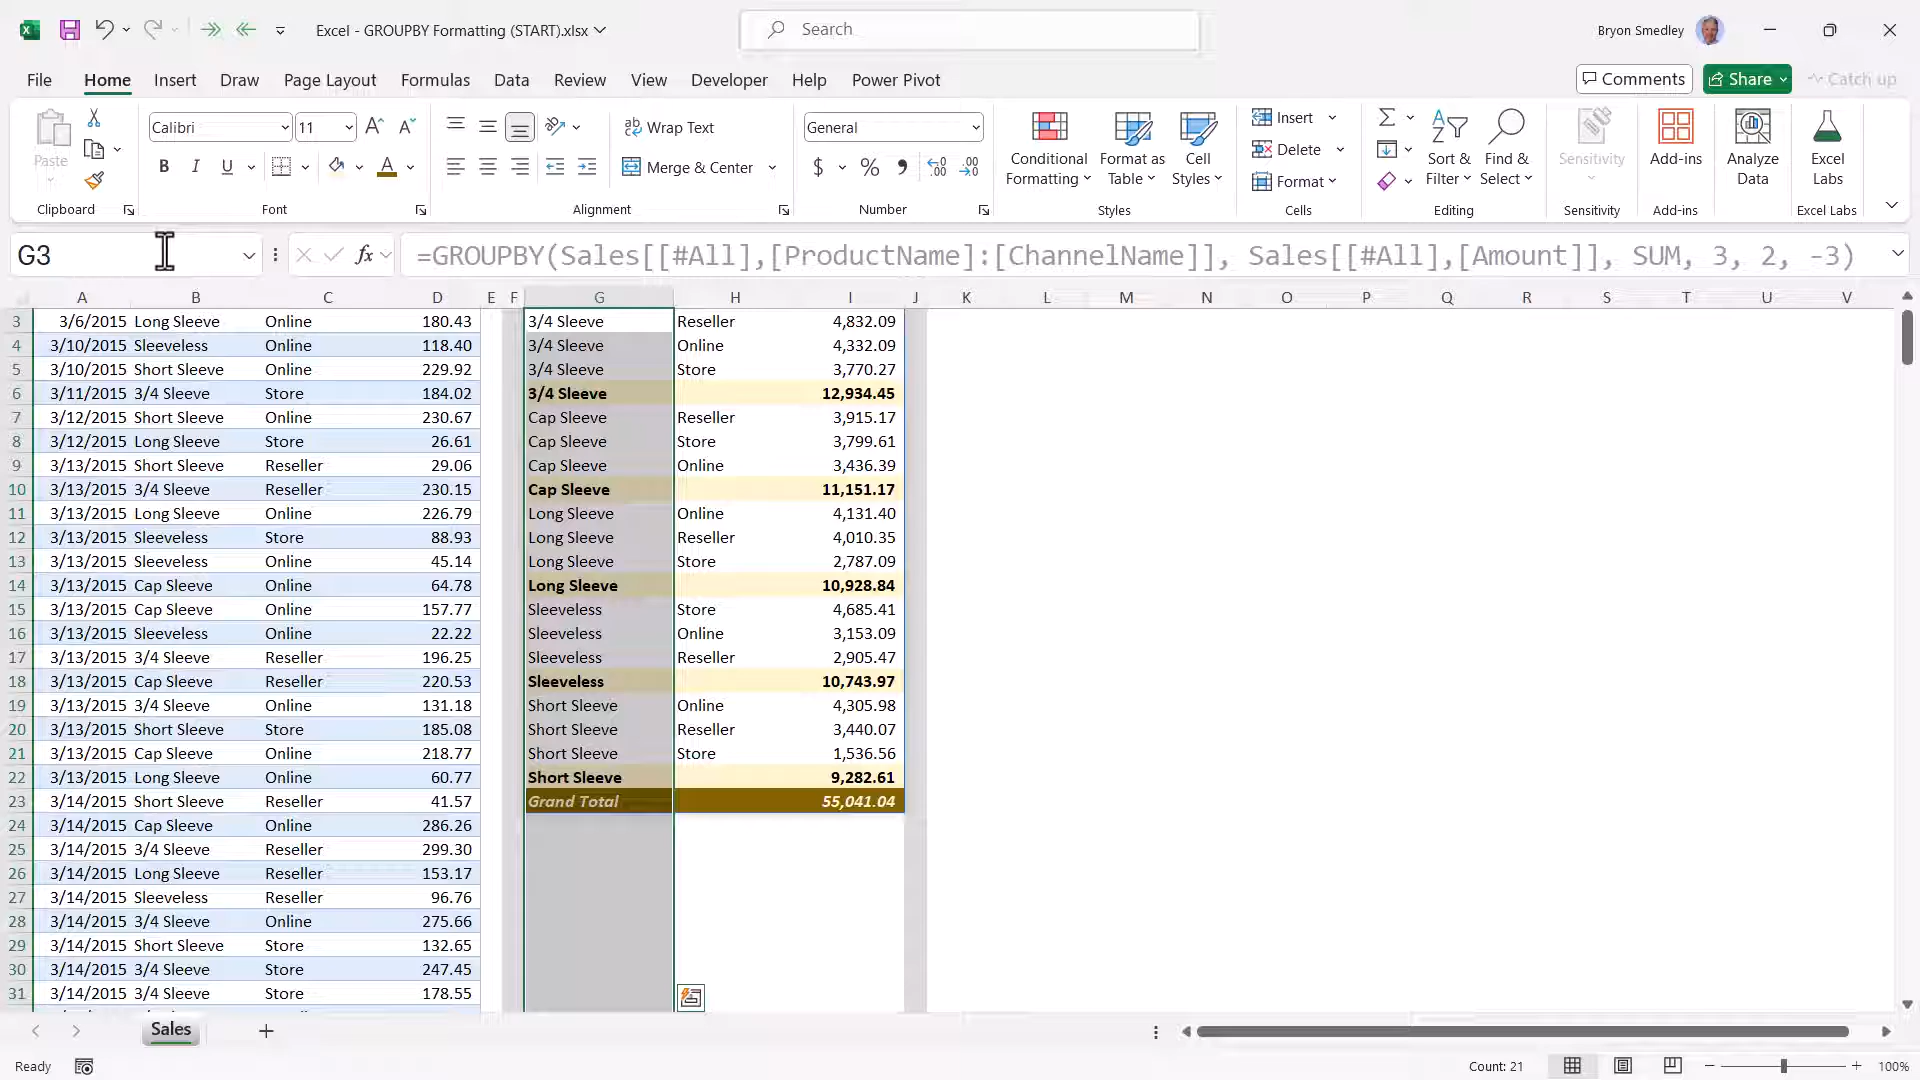 Excel - GROUPBY Formatting (START).xlsx
Search
Bryon Smedley
File Home Insert Draw Page Layout Formulas Data Review View Developer Help Power Pivot
Comments Share Catch up
Paste
Calibri 11
B I U A
Wrap Text
Merge & Center
General
$ %
Conditional Formatting
Format as Table
Cell Styles
Insert
Delete
Format
Sort & Filter
Find & Select
Sensitivity
Add-ins
Analyze Data
Excel Labs
Clipboard Font Alignment Number Styles Cells Editing Sensitivity Add-ins Excel Labs
G3 fx =GROUPBY(Sales[[#All],[ProductName]:[ChannelName]], Sales[[#All],[Amount]], SUM, 3, 2, -3)
A B C D E F G H I J K L M N O P Q R S T U V
3 3/6/2015 Long Sleeve Online 180.43 3/4 Sleeve Reseller 4,832.09
4 3/10/2015 Sleeveless Online 118.40 3/4 Sleeve Online 4,332.09
5 3/10/2015 Short Sleeve Online 229.92 3/4 Sleeve Store 3,770.27
6 3/11/2015 3/4 Sleeve Store 184.02 3/4 Sleeve 12,934.45
7 3/12/2015 Short Sleeve Online 230.67 Cap Sleeve Reseller 3,915.17
8 3/12/2015 Long Sleeve Store 26.61 Cap Sleeve Store 3,799.61
9 3/13/2015 Short Sleeve Reseller 29.06 Cap Sleeve Online 3,436.39
10 3/13/2015 3/4 Sleeve Reseller 230.15 Cap Sleeve 11,151.17
11 3/13/2015 Long Sleeve Online 226.79 Long Sleeve Online 4,131.40
12 3/13/2015 Sleeveless Store 88.93 Long Sleeve Reseller 4,010.35
13 3/13/2015 Sleeveless Online 45.14 Long Sleeve Store 2,787.09
14 3/13/2015 Cap Sleeve Online 64.78 Long Sleeve 10,928.84
15 3/13/2015 Cap Sleeve Online 157.77 Sleeveless Store 4,685.41
16 3/13/2015 Sleeveless Online 22.22 Sleeveless Online 3,153.09
17 3/13/2015 3/4 Sleeve Reseller 196.25 Sleeveless Reseller 2,905.47
18 3/13/2015 Cap Sleeve Reseller 220.53 Sleeveless 10,743.97
19 3/13/2015 3/4 Sleeve Online 131.18 Short Sleeve Online 4,305.98
20 3/13/2015 Short Sleeve Store 185.08 Short Sleeve Reseller 3,440.07
21 3/13/2015 Cap Sleeve Online 218.77 Short Sleeve Store 1,536.56
22 3/13/2015 Long Sleeve Online 60.77 Short Sleeve 9,282.61
23 3/14/2015 Short Sleeve Reseller 41.57 Grand Total 55,041.04
24 3/14/2015 Cap Sleeve Online 286.26
25 3/14/2015 3/4 Sleeve Reseller 299.30
26 3/14/2015 Long Sleeve Reseller 153.17
27 3/14/2015 Sleeveless Reseller 96.76
28 3/14/2015 3/4 Sleeve Online 275.66
29 3/14/2015 Short Sleeve Store 132.65
30 3/14/2015 3/4 Sleeve Store 247.45
31 3/14/2015 3/4 Sleeve Store 178.55
Sales
Ready Count: 21 100%